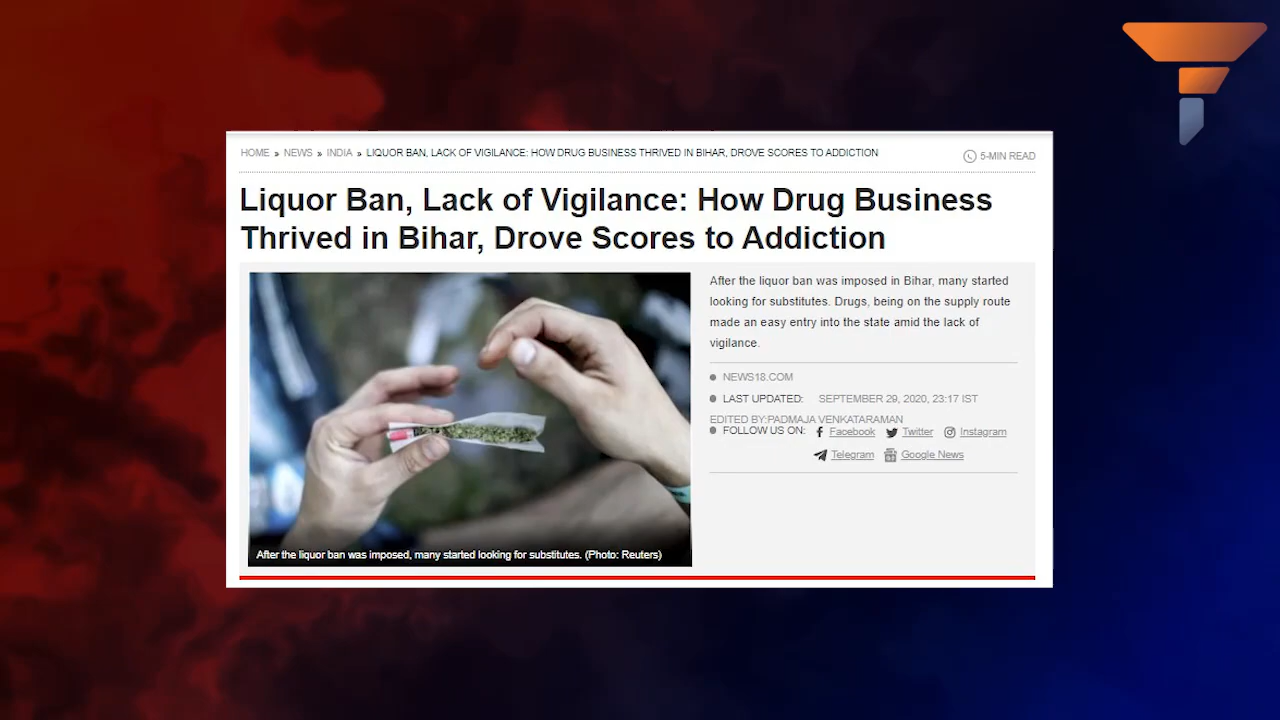 HOME » NEWS » INDIA » LIQUOR BAN, LACK OF VIGILANCE: HOW DRUG BUSINESS THRIVED IN BIHAR, DROVE SCORES TO ADDICTION
5-MIN READ
Liquor Ban, Lack of Vigilance: How Drug Business
Thrived in Bihar, Drove Scores to Addiction
After the liquor ban was imposed, many started looking for substitutes. (Photo: Reuters)
After the liquor ban was imposed in Bihar, many started
looking for substitutes. Drugs, being on the supply route
made an easy entry into the state amid the lack of
vigilance.
NEWS18.COM
LAST UPDATED: SEPTEMBER 29, 2020, 23:17 IST
EDITED BY:PADMAJA VENKATARAMAN
FOLLOW US ON: Facebook Twitter Instagram
Telegram Google News